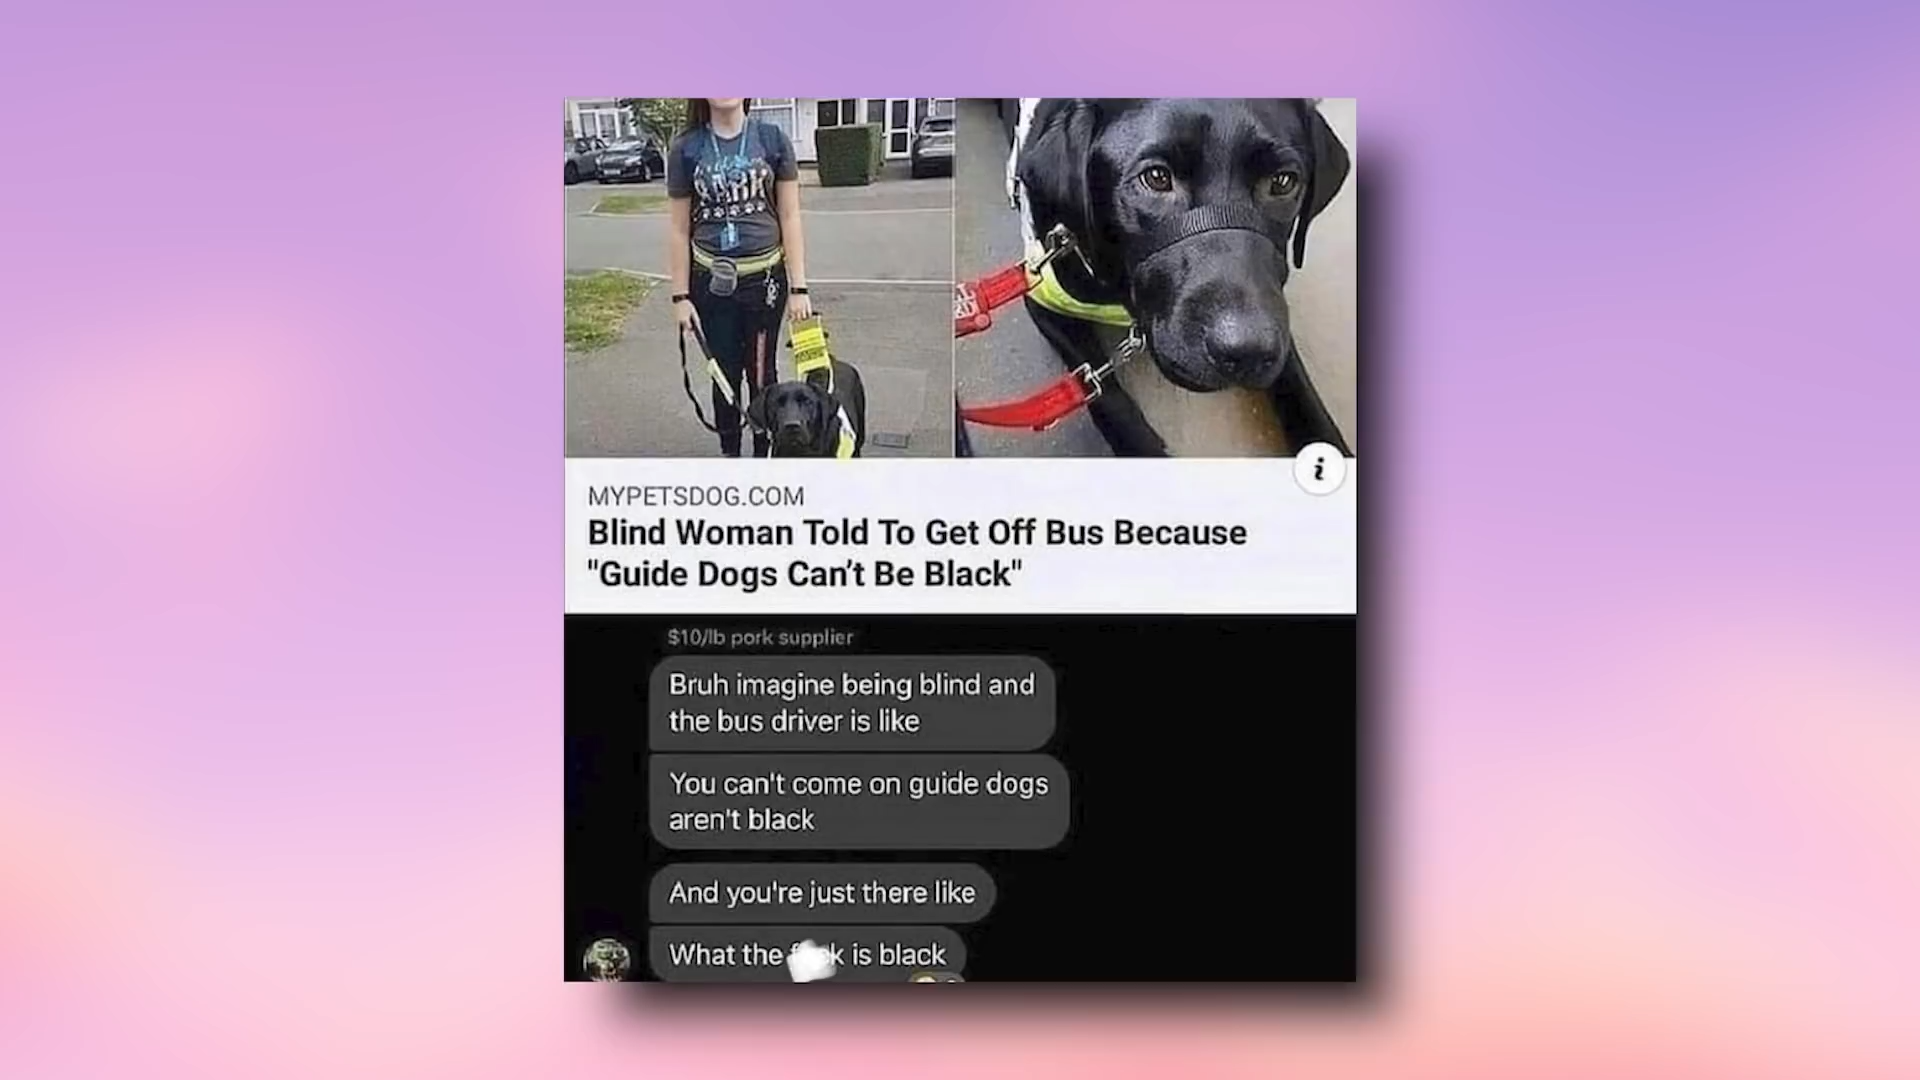 MYPETSDOG.COM
Blind Woman Told To Get Off Bus Because
"Guide Dogs Can't Be Black"
$10/lb pork supplier
Bruh imagine being blind and
the bus driver is like
You can't come on guide dogs
aren't black
And you're just there like
What the is black